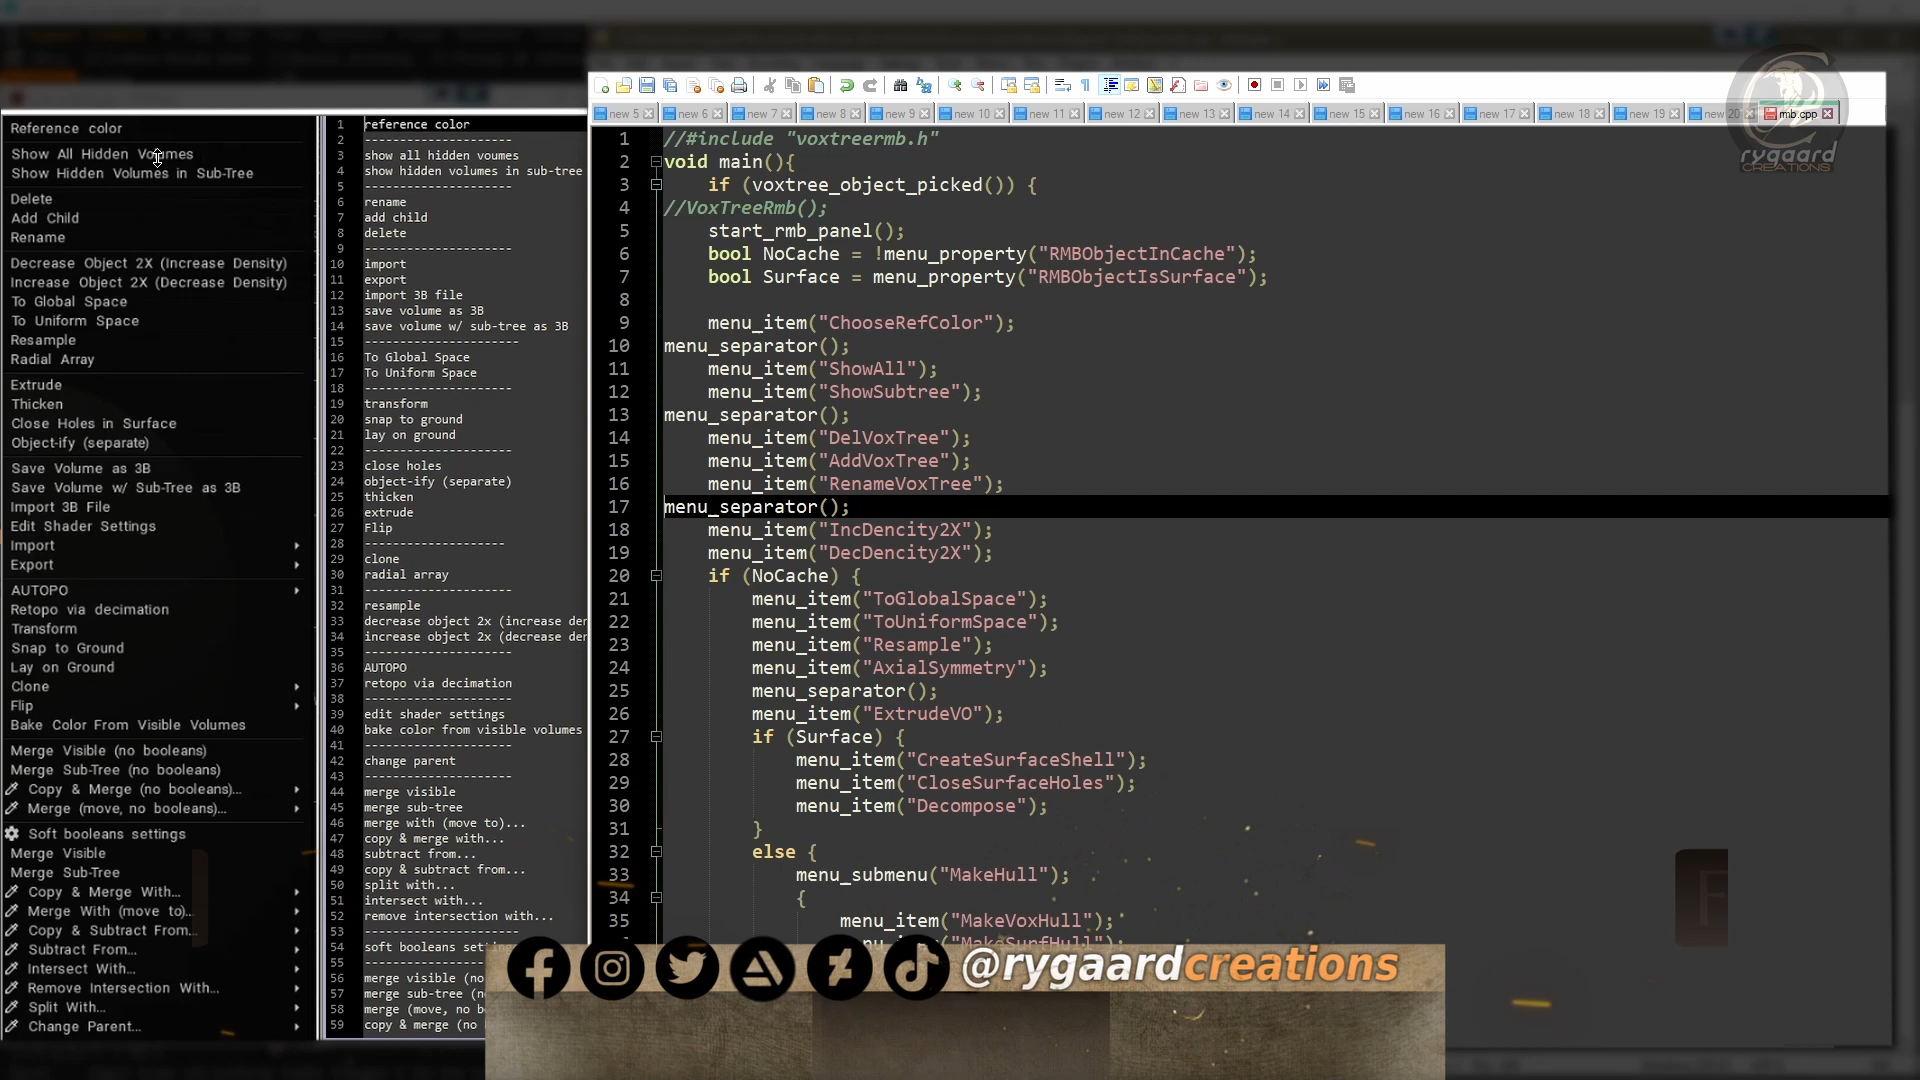 Reference color
Show All Hidden Volumes
Show Hidden Volumes in Sub-Tree
Delete
Add Child
Rename
Decrease Object 2X (Increase Density)
Increase Object 2X (Decrease Density)
To Global Space
To Uniform Space
Resample
Radial Array
Extrude
Thicken
Close Holes in Surface
Object-ify (separate)
Save Volume as 3B
Save Volume w/ Sub-Tree as 3B
Import 3B File
Edit Shader Settings
Import
Export
AUTOPO
Retopo via decimation
Transform
Snap to Ground
Lay on Ground
Clone
Flip
Bake Color From Visible Volumes
Merge Visible (no booleans)
Merge Sub-Tree (no booleans)
Copy & Merge (no booleans)...
Merge (move, no booleans)...
Soft booleans settings
Merge Visible
Merge Sub-Tree
Copy & Merge With...
Merge With (move to)...
Copy & Subtract From...
Subtract From...
Intersect With...
Remove Intersection With...
Split With...
Change Parent...
1 reference color
2 ---------------------
3 show all hidden voumes
4 show hidden volumes in sub-tree
5 ---------------------
6 rename
7 add child
8 delete
9 ---------------------
10 import
11 export
12 import 3B file
13 save volume as 3B
14 save volume w/ sub-tree as 3B
15 ----------------------
16 To Global Space
17 To Uniform Space
18 ---------------------
19 transform
20 snap to ground
21 lay on ground
22 ---------------------
23 close holes
24 object-ify (separate)
25 thicken
26 extrude
27 Flip
28 --------------------
29 clone
30 radial array
31 ---------------------
32 resample
33 decrease object 2x (increase der
34 increase object 2x (decrease der
35 ---------------------
36 AUTOPO
37 retopo via decimation
38 ---------------------
39 edit shader settings
40 bake color from visible volumes
41 ---------------------
42 change parent
43 ---------------------
44 merge visible
45 merge sub-tree
46 merge with (move to)...
47 copy & merge with...
48 subtract from...
49 copy & subtract from...
50 split with...
51 intersect with...
52 remove intersection with...
53 ----------------------
54 soft booleans
55 ----------------------
56 merge visible (no
57 merge sub-tree (n
58 merge (move, no b
59 copy & merge (no
new 5 new 6 new 7 new 8 new 9 new 10 new 11 new 12 new 13 new 14 new 15 new 16 new 17 new 18 new 19 new 20 rmb.cpp
1 //#include "voxtreermb.h"
2 void main(){
3 if (voxtree_object_picked()) {
4 //VoxTreeRmb();
5 start_rmb_panel();
6 bool NoCache = !menu_property("RMBObjectInCache");
7 bool Surface = menu_property("RMBObjectIsSurface");
8
9 menu_item("ChooseRefColor");
10 menu_separator();
11 menu_item("ShowAll");
12 menu_item("ShowSubtree");
13 menu_separator();
14 menu_item("DelVoxTree");
15 menu_item("AddVoxTree");
16 menu_item("RenameVoxTree");
17 menu_separator();
18 menu_item("IncDencity2X");
19 menu_item("DecDencity2X");
20 if (NoCache) {
21 menu_item("ToGlobalSpace");
22 menu_item("ToUniformSpace");
23 menu_item("Resample");
24 menu_item("AxialSymmetry");
25 menu_separator();
26 menu_item("ExtrudeVO");
27 if (Surface) {
28 menu_item("CreateSurfaceShell");
29 menu_item("CloseSurfaceHoles");
30 menu_item("Decompose");
31 }
32 else {
33 menu_submenu("MakeHull");
34 {
35 menu_item("MakeVoxHull");
("MakeSurfHull");
rygaard
CREATIONS
@rygaardcreations